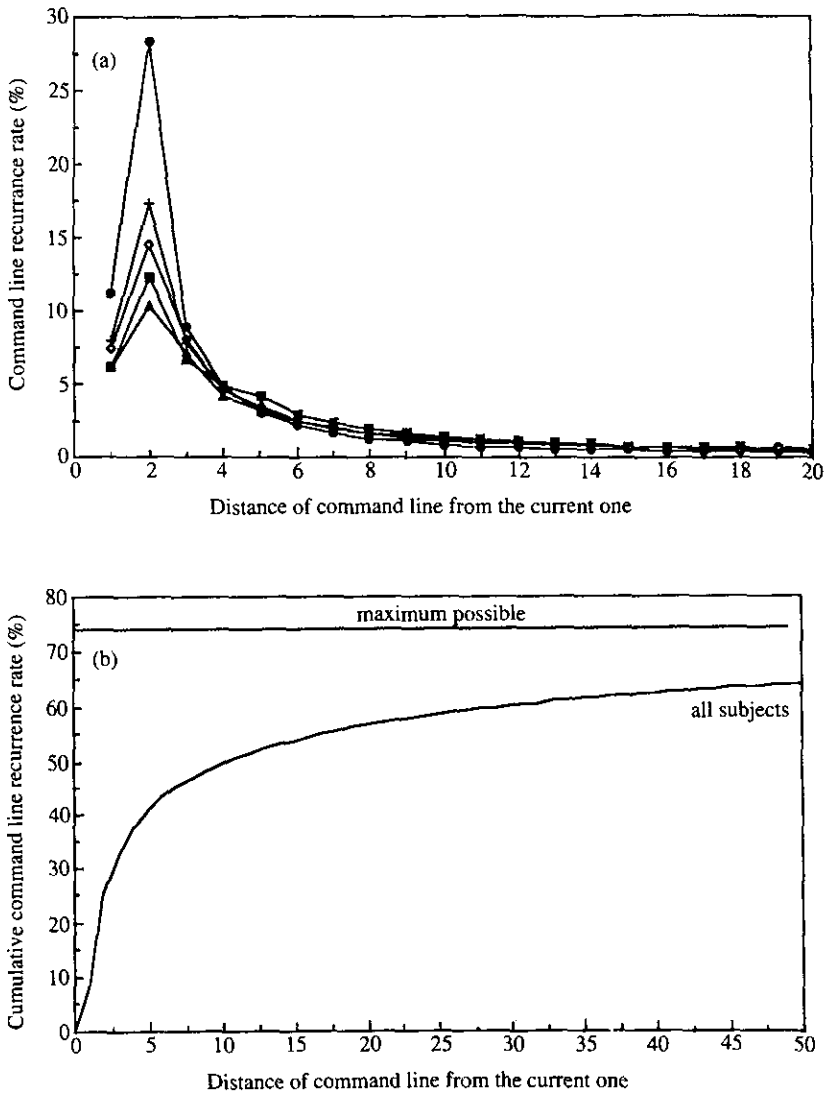 30
25
20
15
10
5
0
(a)
Command line recurrance rate (%)
0 2 4 6 8 10 12 14 16 18 20
Distance of command line from the current one
80
70
60
50
40
30
20
10
0
maximum possible
(b)
all subjects
Cumulative command line recurrence rate (%)
0 5 10 15 20 25 30 35 40 45 50
Distance of command line from the current one